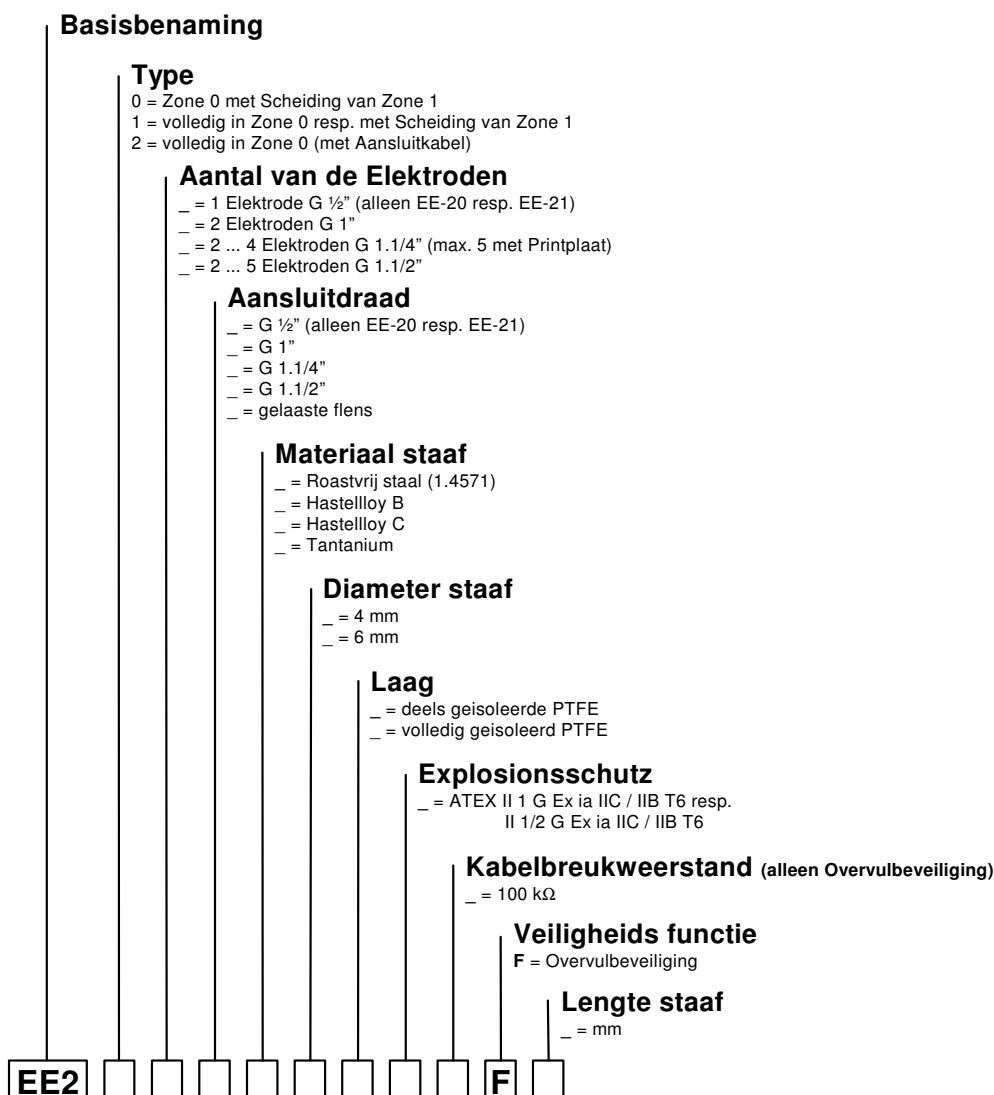 Basisbenaming
Type
0 = Zone 0 met Scheiding van Zone 1
1 = volledig in Zone 0 resp. met Scheiding van Zone 1
2 = volledig in Zone 0 (met Aansluitkabel)
Aantal van de Elektroden
_ = 1 Elektrode G ½” (alleen EE-20 resp. EE-21)
_ = 2 Elektroden G 1”
_ = 2 ... 4 Elektroden G 1.1/4” (max. 5 met Printplaat)
_ = 2 ... 5 Elektroden G 1.1/2”
Aansluitdraad
_ = G ½” (alleen EE-20 resp. EE-21)
_ = G 1”
_ = G 1.1/4”
_ = G 1.1/2”
_ = gelaaste flens
Materiaal staaf
_ = Roastvrij staal (1.4571)
_ = Hastellloy B
_ = Hastellloy C
_ = Tantanium
Diameter staaf
_ = 4 mm
_ = 6 mm
Laag
_ = deels geisoleerde PTFE
_ = volledig geisoleerd PTFE
Explosionsschutz
_ = ATEX II 1 G Ex ia IIC / IIB T6 resp.
II 1/2 G Ex ia IIC / IIB T6
Kabelbreukweerstand (alleen Overvulbeveiliging)
_ = 100 kΩ
Veiligheids functie
F = Overvulbeveiliging
Lengte staaf
_ = mm
EE2 F